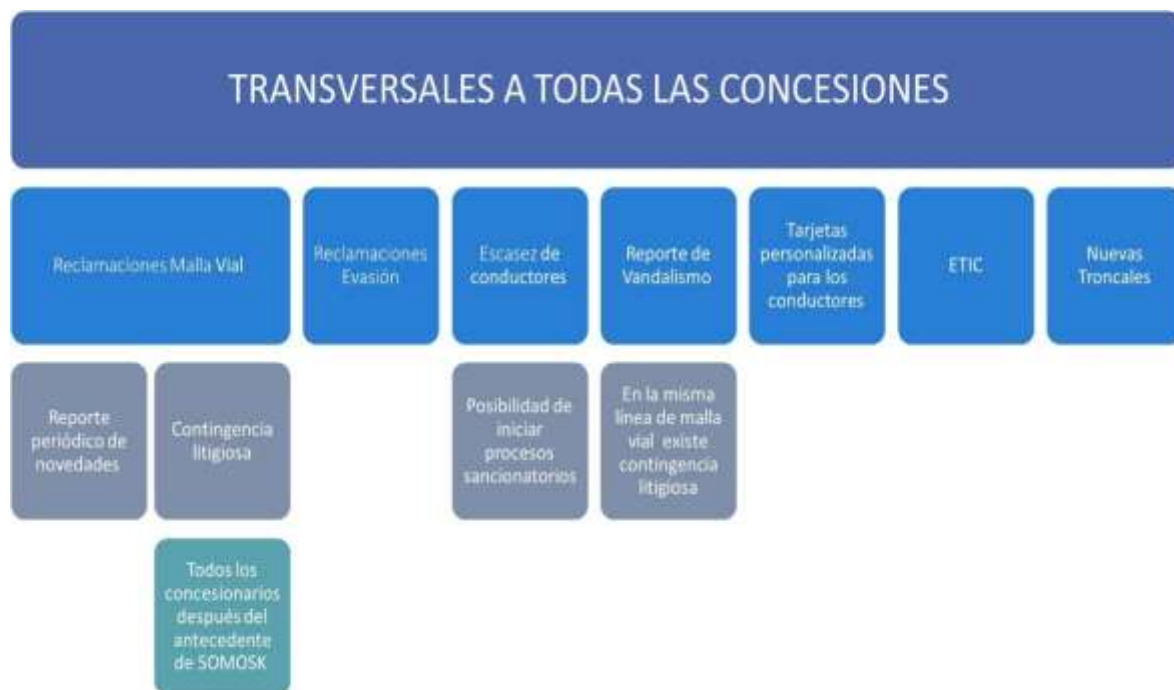 TRANSVERSALES A TODAS LAS CONCESIONES
Reclamaciones Malla Vial
Reclamaciones
Evasión
Escasez de
conductores
Reporte de
Vandalismo
Tarjetas
personalizadas
para los
conductores
ETIC
Nuevas
Troncales
Reporte
periódico de
novedades
Contingencia
litigiosa
Posibilidad de
iniciar
procesos
sancionatorios
En la misma
línea de malla
vial existe
contingencia
litigiosa
Todos los
concesionarios
después del
antecedente
de SOMOSK